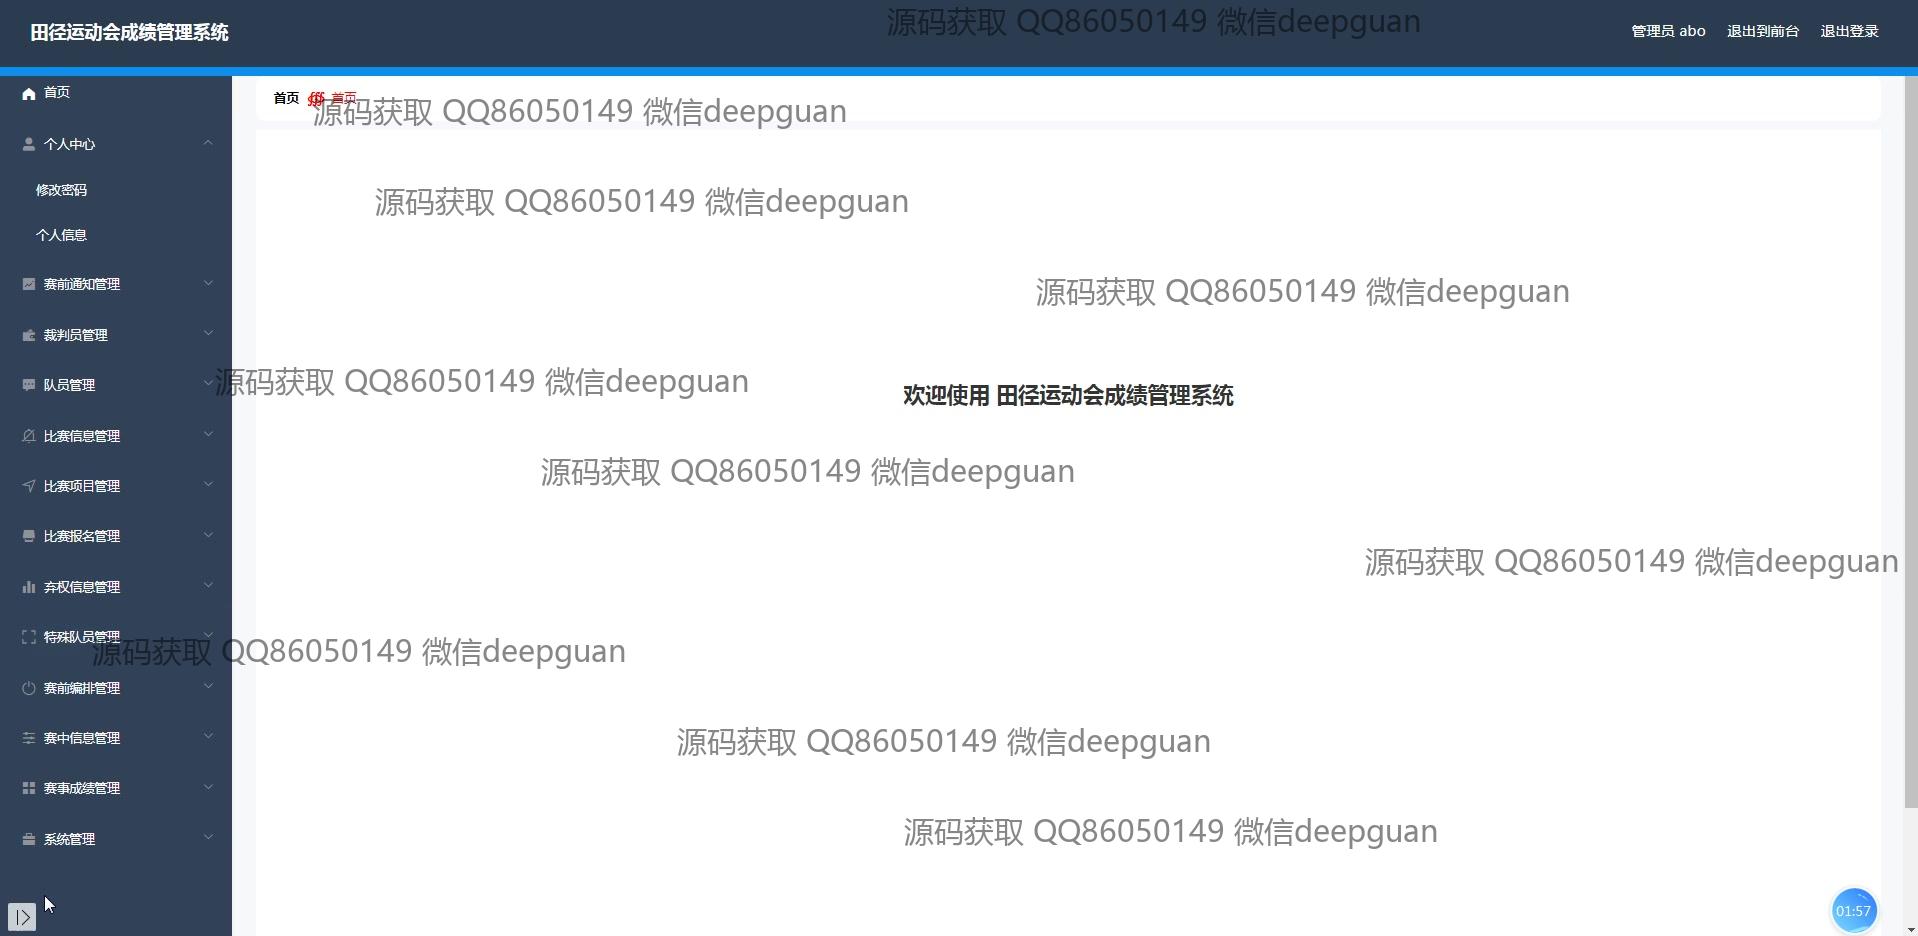 田径运动会成绩管理系统
源码获取 QQ86050149 微信deepguan
管理员 abo 退出到前台 退出登录
首页
首页 ∰ 首页
源码获取 QQ86050149 微信deepguan
个人中心
修改密码
源码获取 QQ86050149 微信deepguan
个人信息
赛前通知管理
源码获取 QQ86050149 微信deepguan
裁判员管理
队员管理
源码获取 QQ86050149 微信deepguan
欢迎使用 田径运动会成绩管理系统
比赛信息管理
源码获取 QQ86050149 微信deepguan
比赛项目管理
比赛报名管理
源码获取 QQ86050149 微信deepguan
弃权信息管理
特殊队员管理
源码获取 QQ86050149 微信deepguan
赛前编排管理
赛中信息管理
源码获取 QQ86050149 微信deepguan
赛事成绩管理
系统管理
源码获取 QQ86050149 微信deepguan
01:57